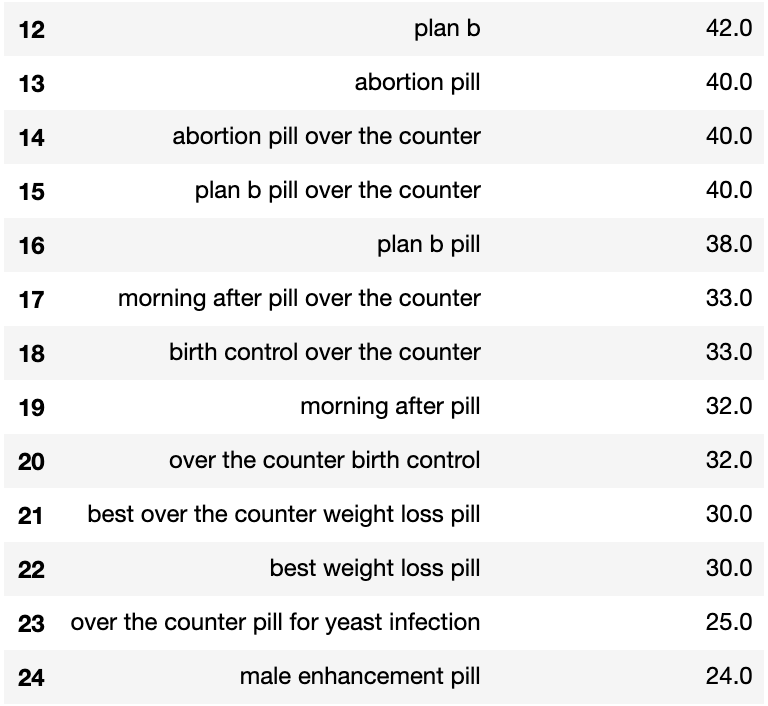 12 plan b 42.0
13 abortion pill 40.0
14 abortion pill over the counter 40.0
15 plan b pill over the counter 40.0
16 plan b pill 38.0
17 morning after pill over the counter 33.0
18 birth control over the counter 33.0
19 morning after pill 32.0
20 over the counter birth control 32.0
21 best over the counter weight loss pill 30.0
22 best weight loss pill 30.0
23 over the counter pill for yeast infection 25.0
24 male enhancement pill 24.0